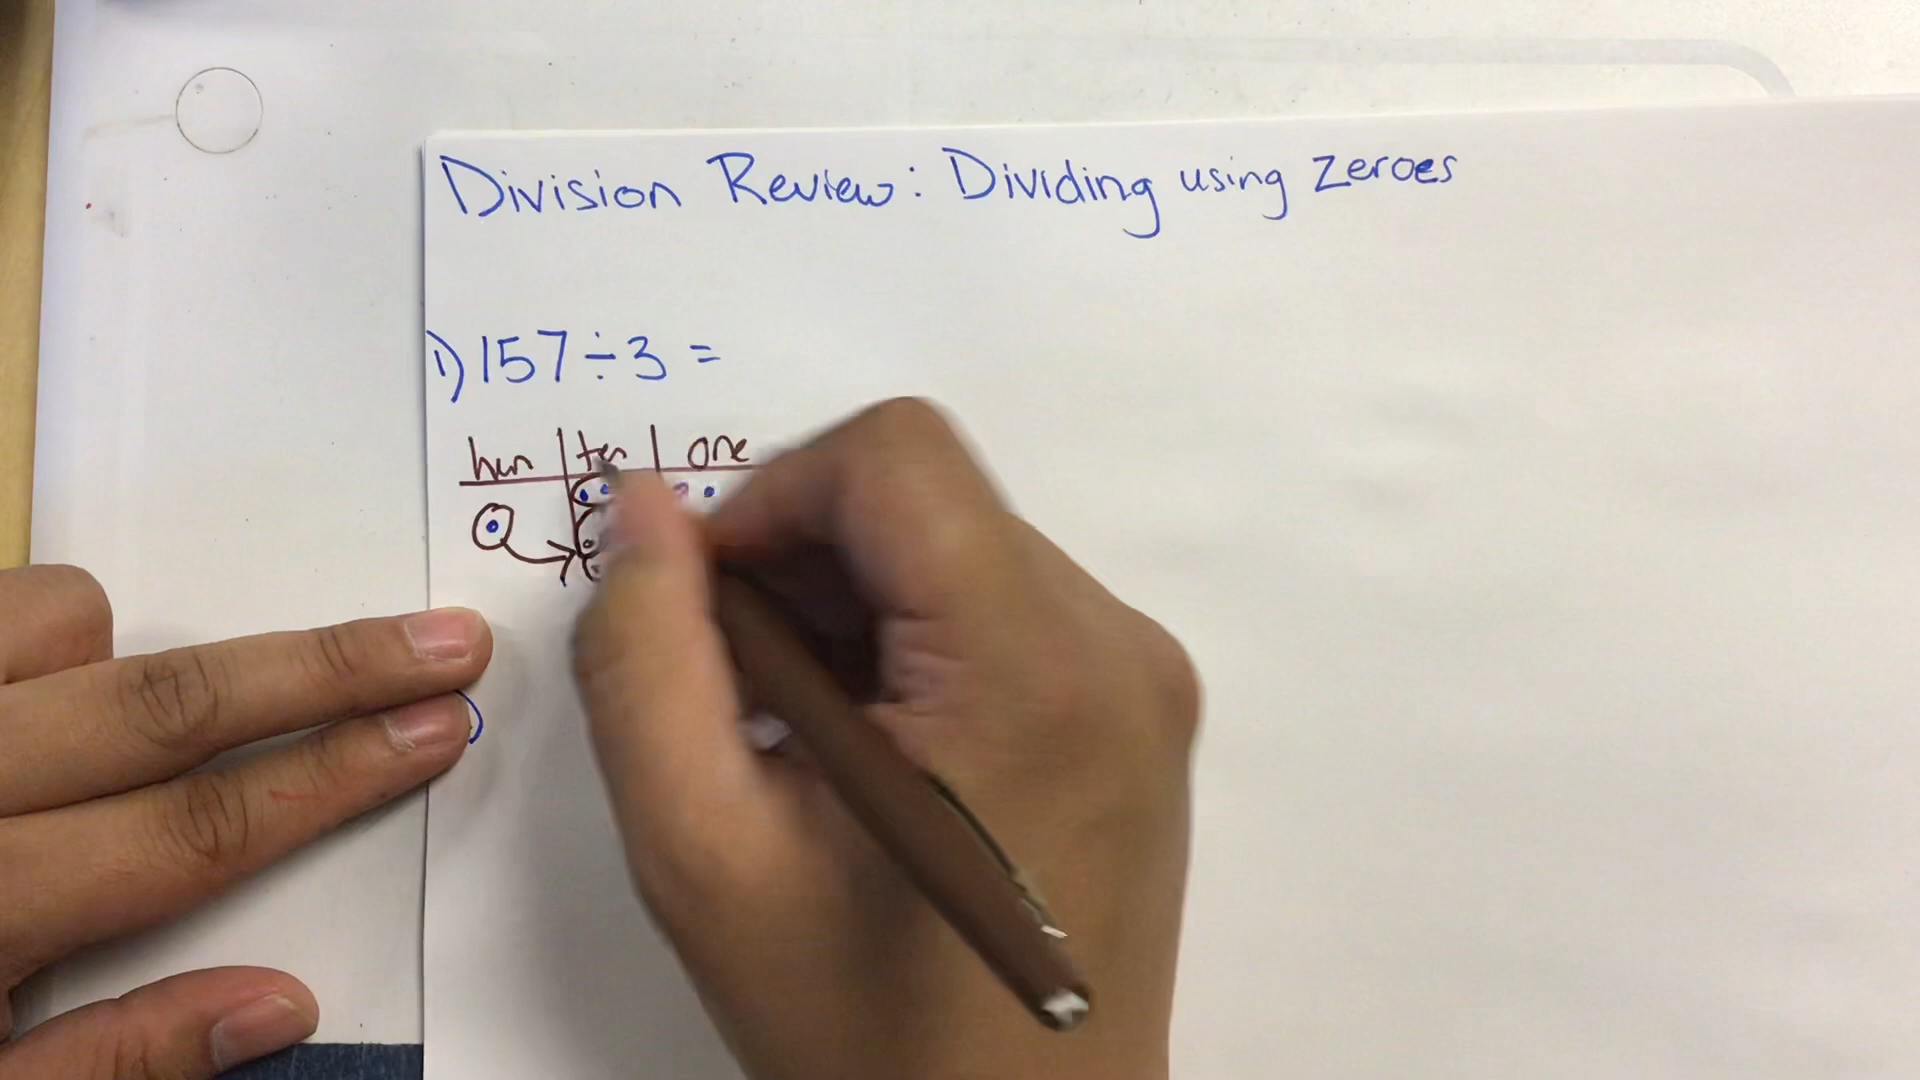 Division Review: Dividing using zeroes
1) 157 ÷ 3 =
hun ten one
)